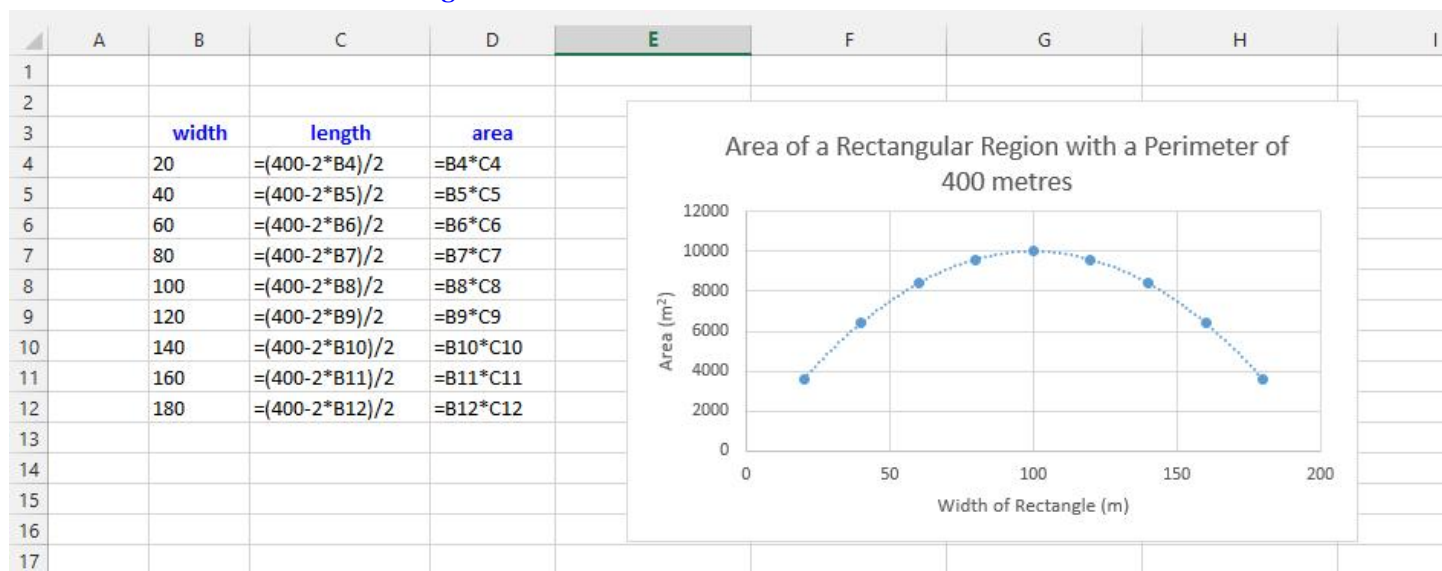 A B C D E F G H I
1
2
3 width length area
4 20 =(400-2*B4)/2 =B4*C4
5 40 =(400-2*B5)/2 =B5*C5
6 60 =(400-2*B6)/2 =B6*C6
7 80 =(400-2*B7)/2 =B7*C7
8 100 =(400-2*B8)/2 =B8*C8
9 120 =(400-2*B9)/2 =B9*C9
10 140 =(400-2*B10)/2 =B10*C10
11 160 =(400-2*B11)/2 =B11*C11
12 180 =(400-2*B12)/2 =B12*C12
13
14
15
16
17
Area of a Rectangular Region with a Perimeter of
400 metres
12000
10000
8000
6000
4000
2000
0
Area (m²)
0 50 100 150 200
Width of Rectangle (m)